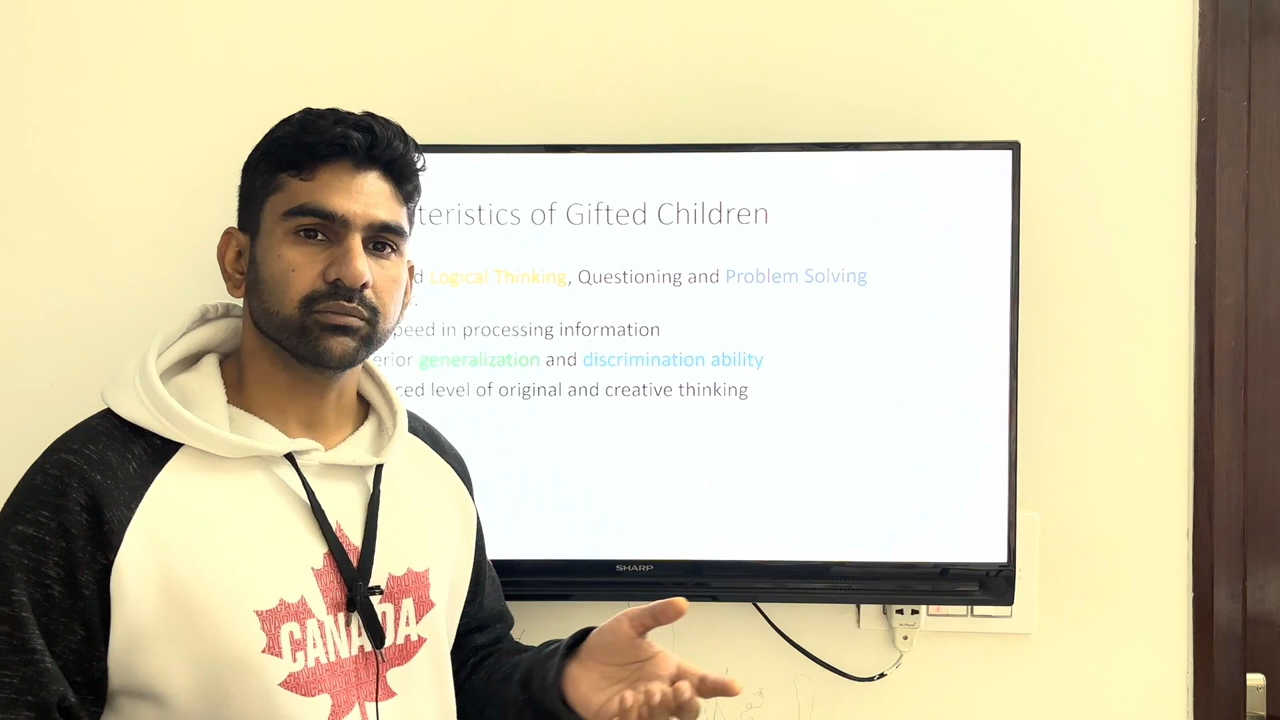 teristics of Gifted Children
Logical Thinking, Questioning and Problem Solving
peed in processing information
erior generalization and discrimination ability
ced level of original and creative thinking
SHARP
CANADA